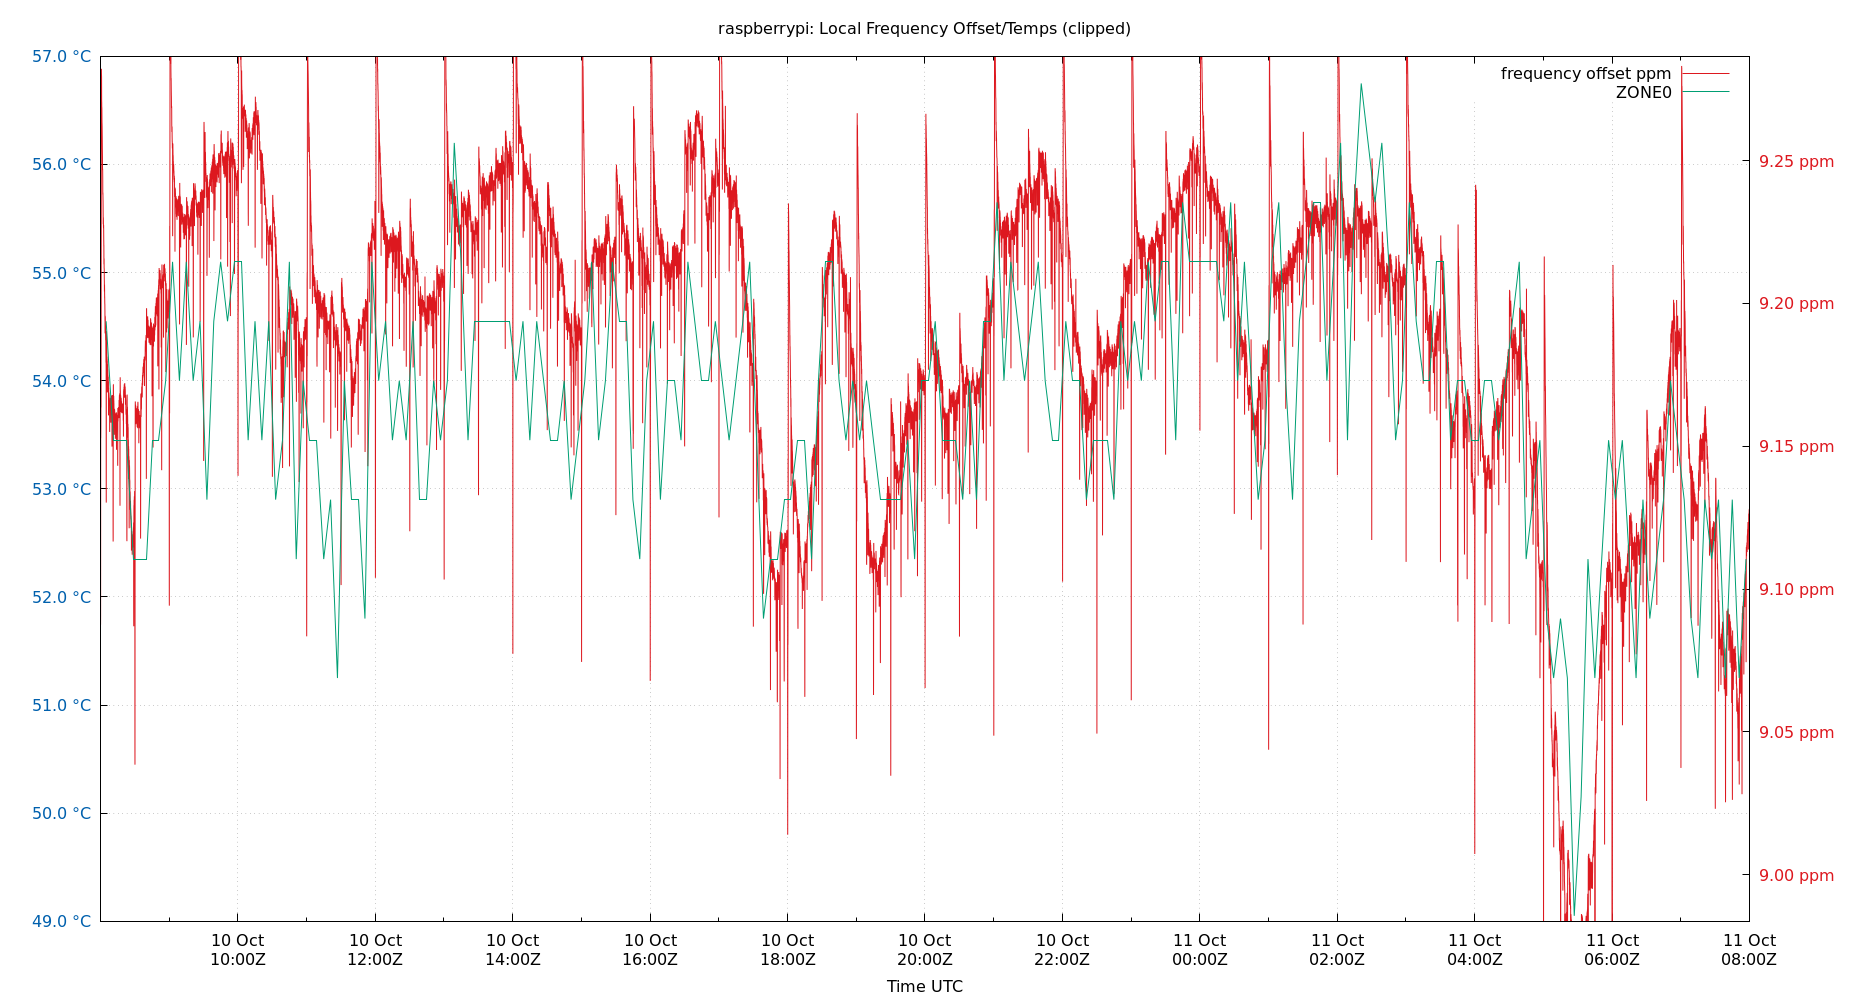 raspberrypi: Local Frequency Offset/Temps (clipped)
57.0 °C
56.0 °C
55.0 °C
54.0 °C
53.0 °C
52.0 °C
51.0 °C
50.0 °C
49.0 °C
frequency offset ppm
ZONE0
9.25 ppm
9.20 ppm
9.15 ppm
9.10 ppm
9.05 ppm
9.00 ppm
10 Oct
10:00Z
10 Oct
12:00Z
10 Oct
14:00Z
10 Oct
16:00Z
10 Oct
18:00Z
10 Oct
20:00Z
10 Oct
22:00Z
11 Oct
00:00Z
11 Oct
02:00Z
11 Oct
04:00Z
11 Oct
06:00Z
11 Oct
08:00Z
Time UTC